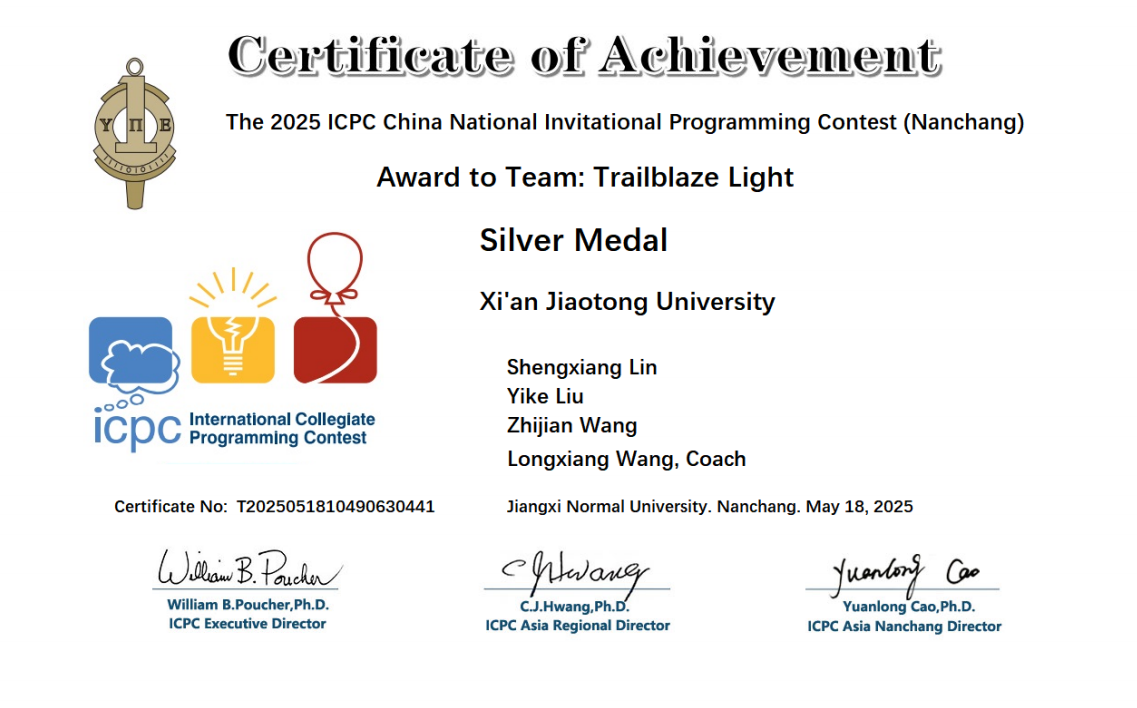 Certificate of Achievement
The 2025 ICPC China National Invitational Programming Contest (Nanchang)
Υ Π Ε
1
11101011
Award to Team: Trailblaze Light
Silver Medal
Xi'an Jiaotong University
Shengxiang Lin
Yike Liu
Zhijian Wang
Longxiang Wang, Coach
icpc International Collegiate
Programming Contest
Certificate No: T2025051810490630441
Jiangxi Normal University. Nanchang. May 18, 2025
William B. Poucher
CJHwang
Yuanlong Cao
William B.Poucher,Ph.D.
ICPC Executive Director
C.J.Hwang,Ph.D.
ICPC Asia Regional Director
Yuanlong Cao,Ph.D.
ICPC Asia Nanchang Director